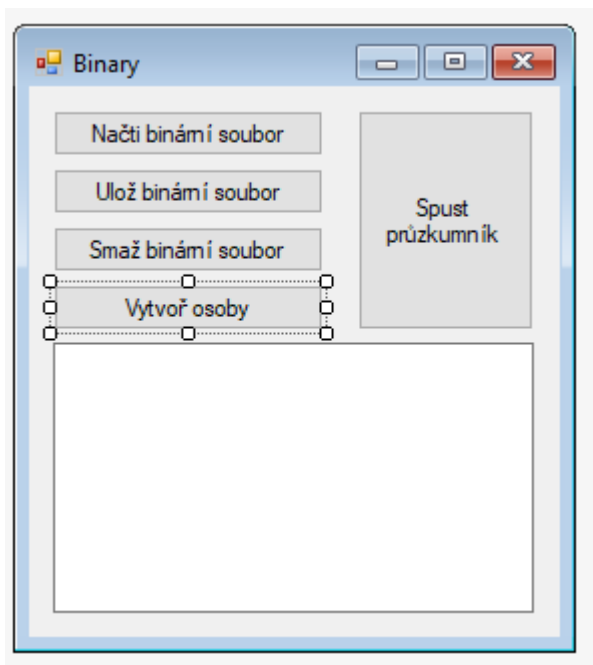 Binary
Načti binární soubor
Ulož binární soubor
Smaž binární soubor
Vytvoř osoby
Spust
průzkumník